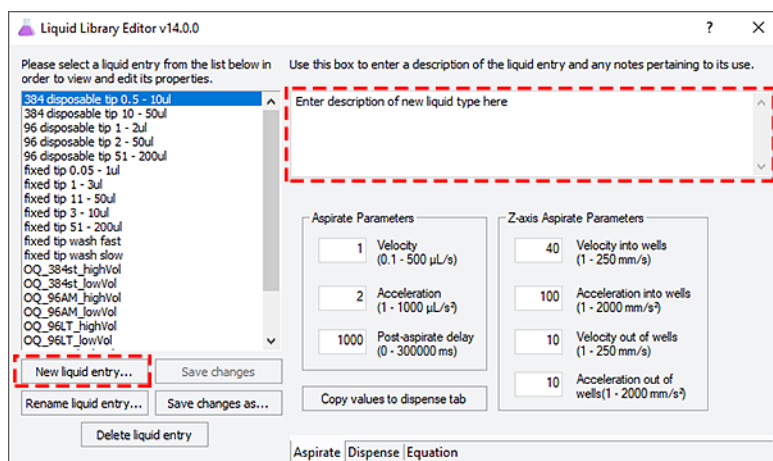 Liquid Library Editor v14.0.0
?
Please select a liquid entry from the list below in
order to view and edit its properties.
384 disposable tip 0.5 - 10ul
384 disposable tip 10 - 50ul
96 disposable tip 1 - 2ul
96 disposable tip 2 - 50ul
96 disposable tip 51 - 200ul
fixed tip 0.05 - 1ul
fixed tip 1 - 3ul
fixed tip 11 - 50ul
fixed tip 3 - 10ul
fixed tip 51 - 200ul
fixed tip wash fast
fixed tip wash slow
OQ_384st_highVol
OQ_384st_lowVol
OQ_96AM_highVol
OQ_96AM_lowVol
OQ_96LT_highVol
OQ_96LT_lowVol
New liquid entry...
Save changes
Rename liquid entry...
Save changes as...
Delete liquid entry
Use this box to enter a description of the liquid entry and any notes pertaining to its use.
Enter description of new liquid type here
Aspirate Parameters
1 Velocity
(0.1 - 500 µL/s)
2 Acceleration
(1 - 1000 µL/s²)
1000 Post-aspirate delay
(0 - 300000 ms)
Copy values to dispense tab
Z-axis Aspirate Parameters
40 Velocity into wells
(1 - 250 mm/s)
100 Acceleration into wells
(1 - 2000 mm/s²)
10 Velocity out of wells
(1 - 250 mm/s)
10 Acceleration out of
wells(1 - 2000 mm/s²)
Aspirate Dispense Equation